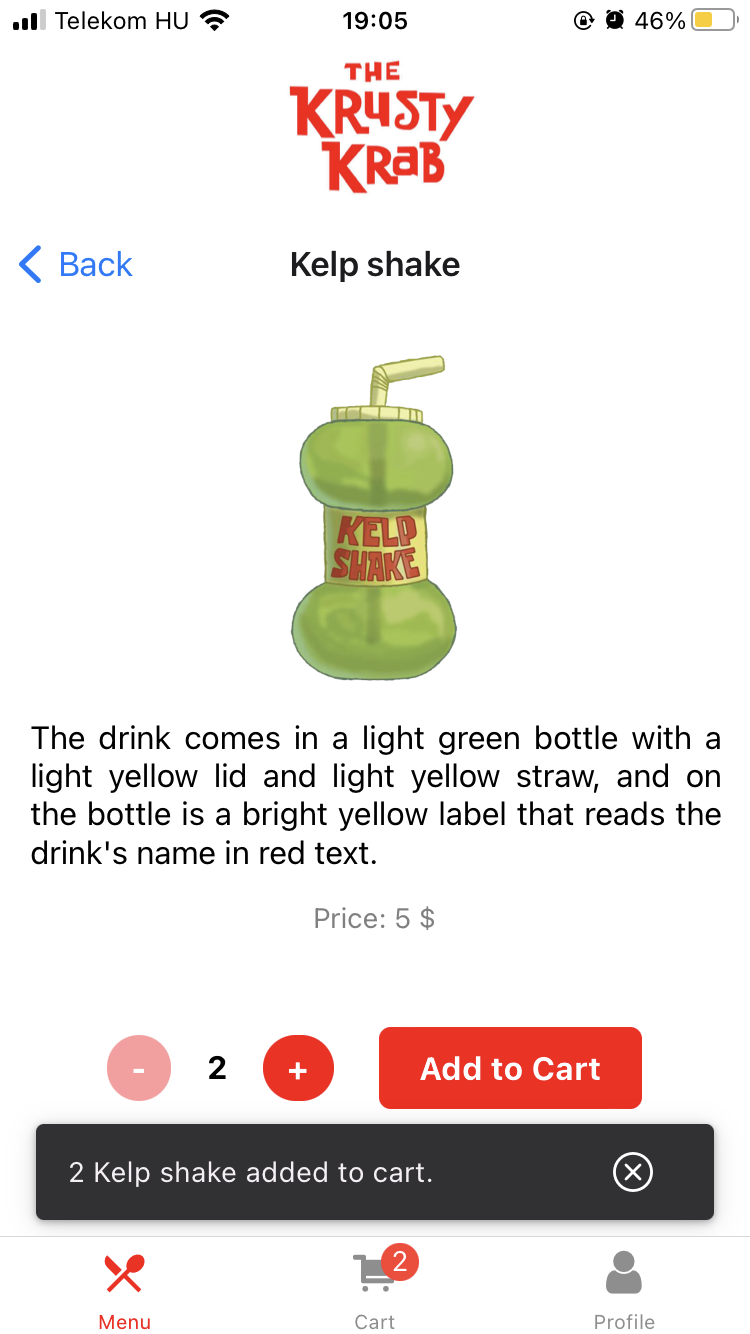 Telekom HU 19:05 46%
THE
KRUSTY
KRaB
Back Kelp shake
KELP
SHAKE
The drink comes in a light green bottle with a
light yellow lid and light yellow straw, and on
the bottle is a bright yellow label that reads the
drink's name in red text.
Price: 5 $
- 2 + Add to Cart
2 Kelp shake added to cart.
2
Menu Cart Profile